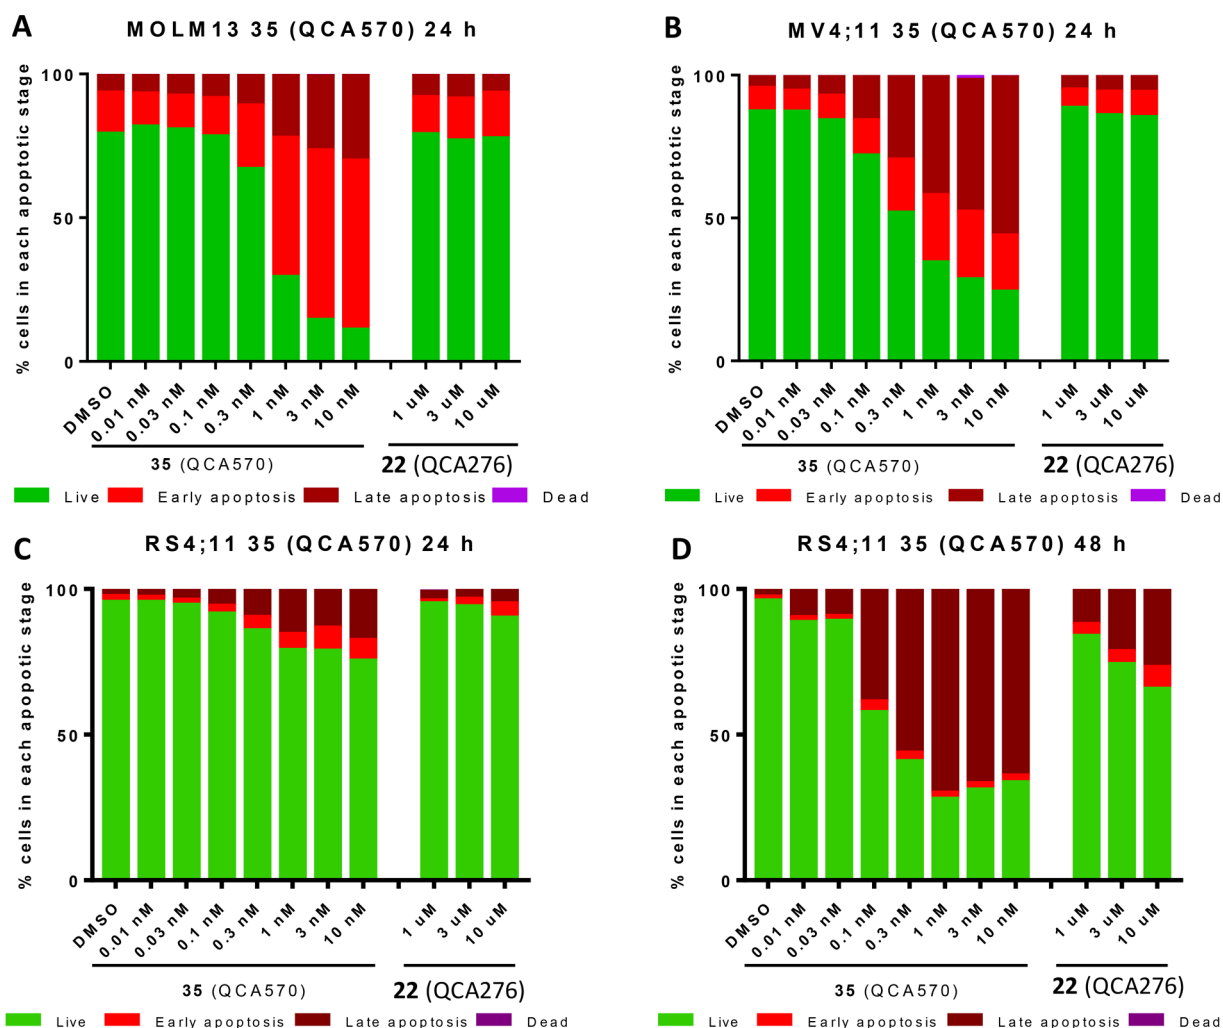 A
MOLM13 35 (QCA570) 24 h
% cells in each apoptotic stage
100
50
0
DMSO
0.01 nM
0.03 nM
0.1 nM
0.3 nM
1 nM
3 nM
10 nM
1 uM
3 uM
10 uM
35 (QCA570)
22 (QCA276)
Live Early apoptosis Late apoptosis Dead
B
MV4;11 35 (QCA570) 24 h
% cells in each apoptotic stage
100
50
0
DMSO
0.01 nM
0.03 nM
0.1 nM
0.3 nM
1 nM
3 nM
10 nM
1 uM
3 uM
10 uM
35 (QCA570)
22 (QCA276)
Live Early apoptosis Late apoptosis Dead
C
RS4;11 35 (QCA570) 24 h
% cells in each apopotic stage
100
50
0
DMSO
0.01 nM
0.03 nM
0.1 nM
0.3 nM
1 nM
3 nM
10 nM
1 uM
3 uM
10 uM
35 (QCA570)
22 (QCA276)
Live Early apoptosis Late apoptosis Dead
D
RS4;11 35 (QCA570) 48 h
% cells in each apopotic stage
100
50
0
DMSO
0.01 nM
0.03 nM
0.1 nM
0.3 nM
1 nM
3 nM
10 nM
1 uM
3 uM
10 uM
35 (QCA570)
22 (QCA276)
Live Early apoptosis Late apoptosis Dead